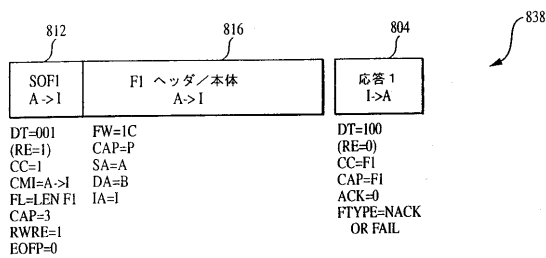 812
816
804
838
SOF1
A->I
F1 ヘッダ／本体
A->I
応答 1
I->A
DT=001
(RE=1)
CC=1
CMI=A->I
FL=LEN F1
CAP=3
RWRE=1
EOFP=0
FW=1C
CAP=P
SA=A
DA=B
IA=I
DT=100
(RE=0)
CC=F1
CAP=F1
ACK=0
FTYPE=NACK
OR FAIL